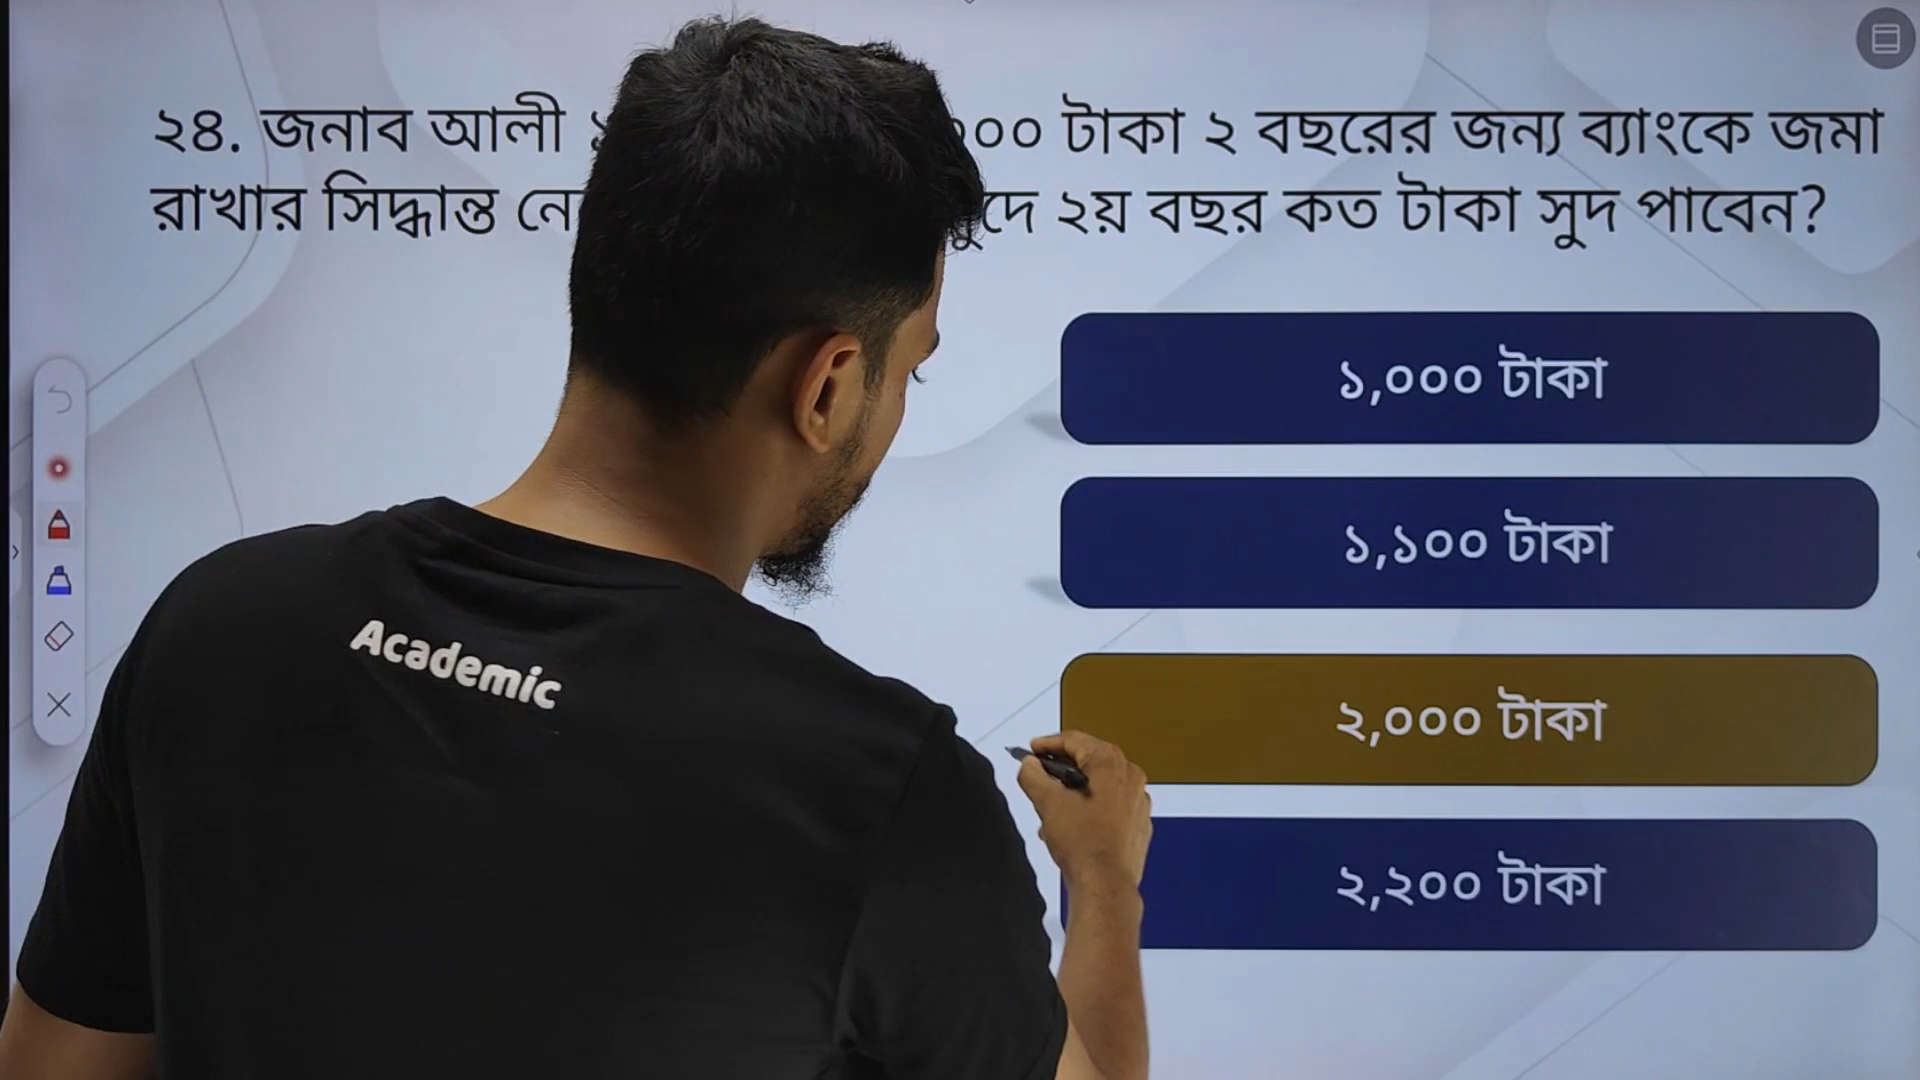 ২৪. জনাব আলী টাকা ২ বছরের জন্য ব্যাংকে জমা
রাখার সিদ্ধান্ত ২য় বছর কত টাকা সুদ পাবেন?
১,০০০ টাকা
১,১০০ টাকা
২,০০০ টাকা
২,২০০ টাকা
Academic